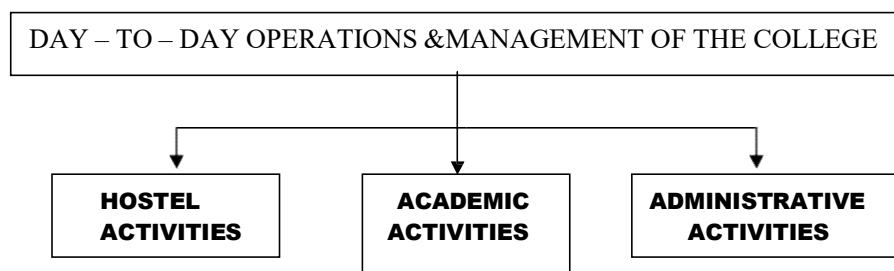 DAY – TO – DAY OPERATIONS &MANAGEMENT OF THE COLLEGE
HOSTEL
ACTIVITIES
ACADEMIC
ACTIVITIES
ADMINISTRATIVE
ACTIVITIES